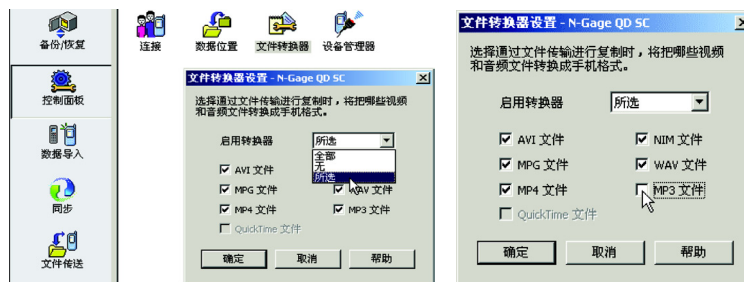 备份/恢复
控制面板
数据导入
同步
文件传送
连接
数据位置
文件转换器
设备管理器
文件转换器设置 - N-Gage QD SC
选择通过文件传输进行复制时，将把哪些视频
和音频文件转换成手机格式。
启用转换器
所选
全部
无
所选
AVI 文件
MPG 文件
WAV 文件
MP4 文件
MP3 文件
QuickTime 文件
确定
取消
帮助
文件转换器设置 - N-Gage QD SC
选择通过文件传输进行复制时，将把哪些视频
和音频文件转换成手机格式。
启用转换器
所选
AVI 文件
NIM 文件
MPG 文件
WAV 文件
MP4 文件
MP3 文件
QuickTime 文件
确定
取消
帮助